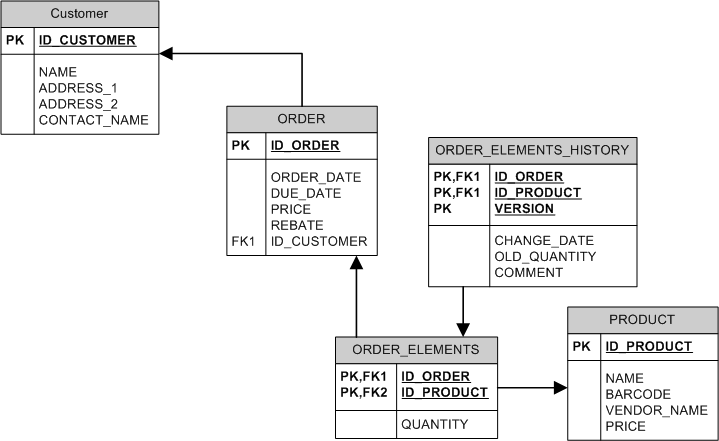 Customer
PK ID_CUSTOMER
NAME
ADDRESS_1
ADDRESS_2
CONTACT_NAME
ORDER
PK ID_ORDER
ORDER_DATE
DUE_DATE
PRICE
REBATE
FK1 ID_CUSTOMER
ORDER_ELEMENTS_HISTORY
PK,FK1 ID_ORDER
PK,FK1 ID_PRODUCT
PK VERSION
CHANGE_DATE
OLD_QUANTITY
COMMENT
ORDER_ELEMENTS
PK,FK1 ID_ORDER
PK,FK2 ID_PRODUCT
QUANTITY
PRODUCT
PK ID_PRODUCT
NAME
BARCODE
VENDOR_NAME
PRICE